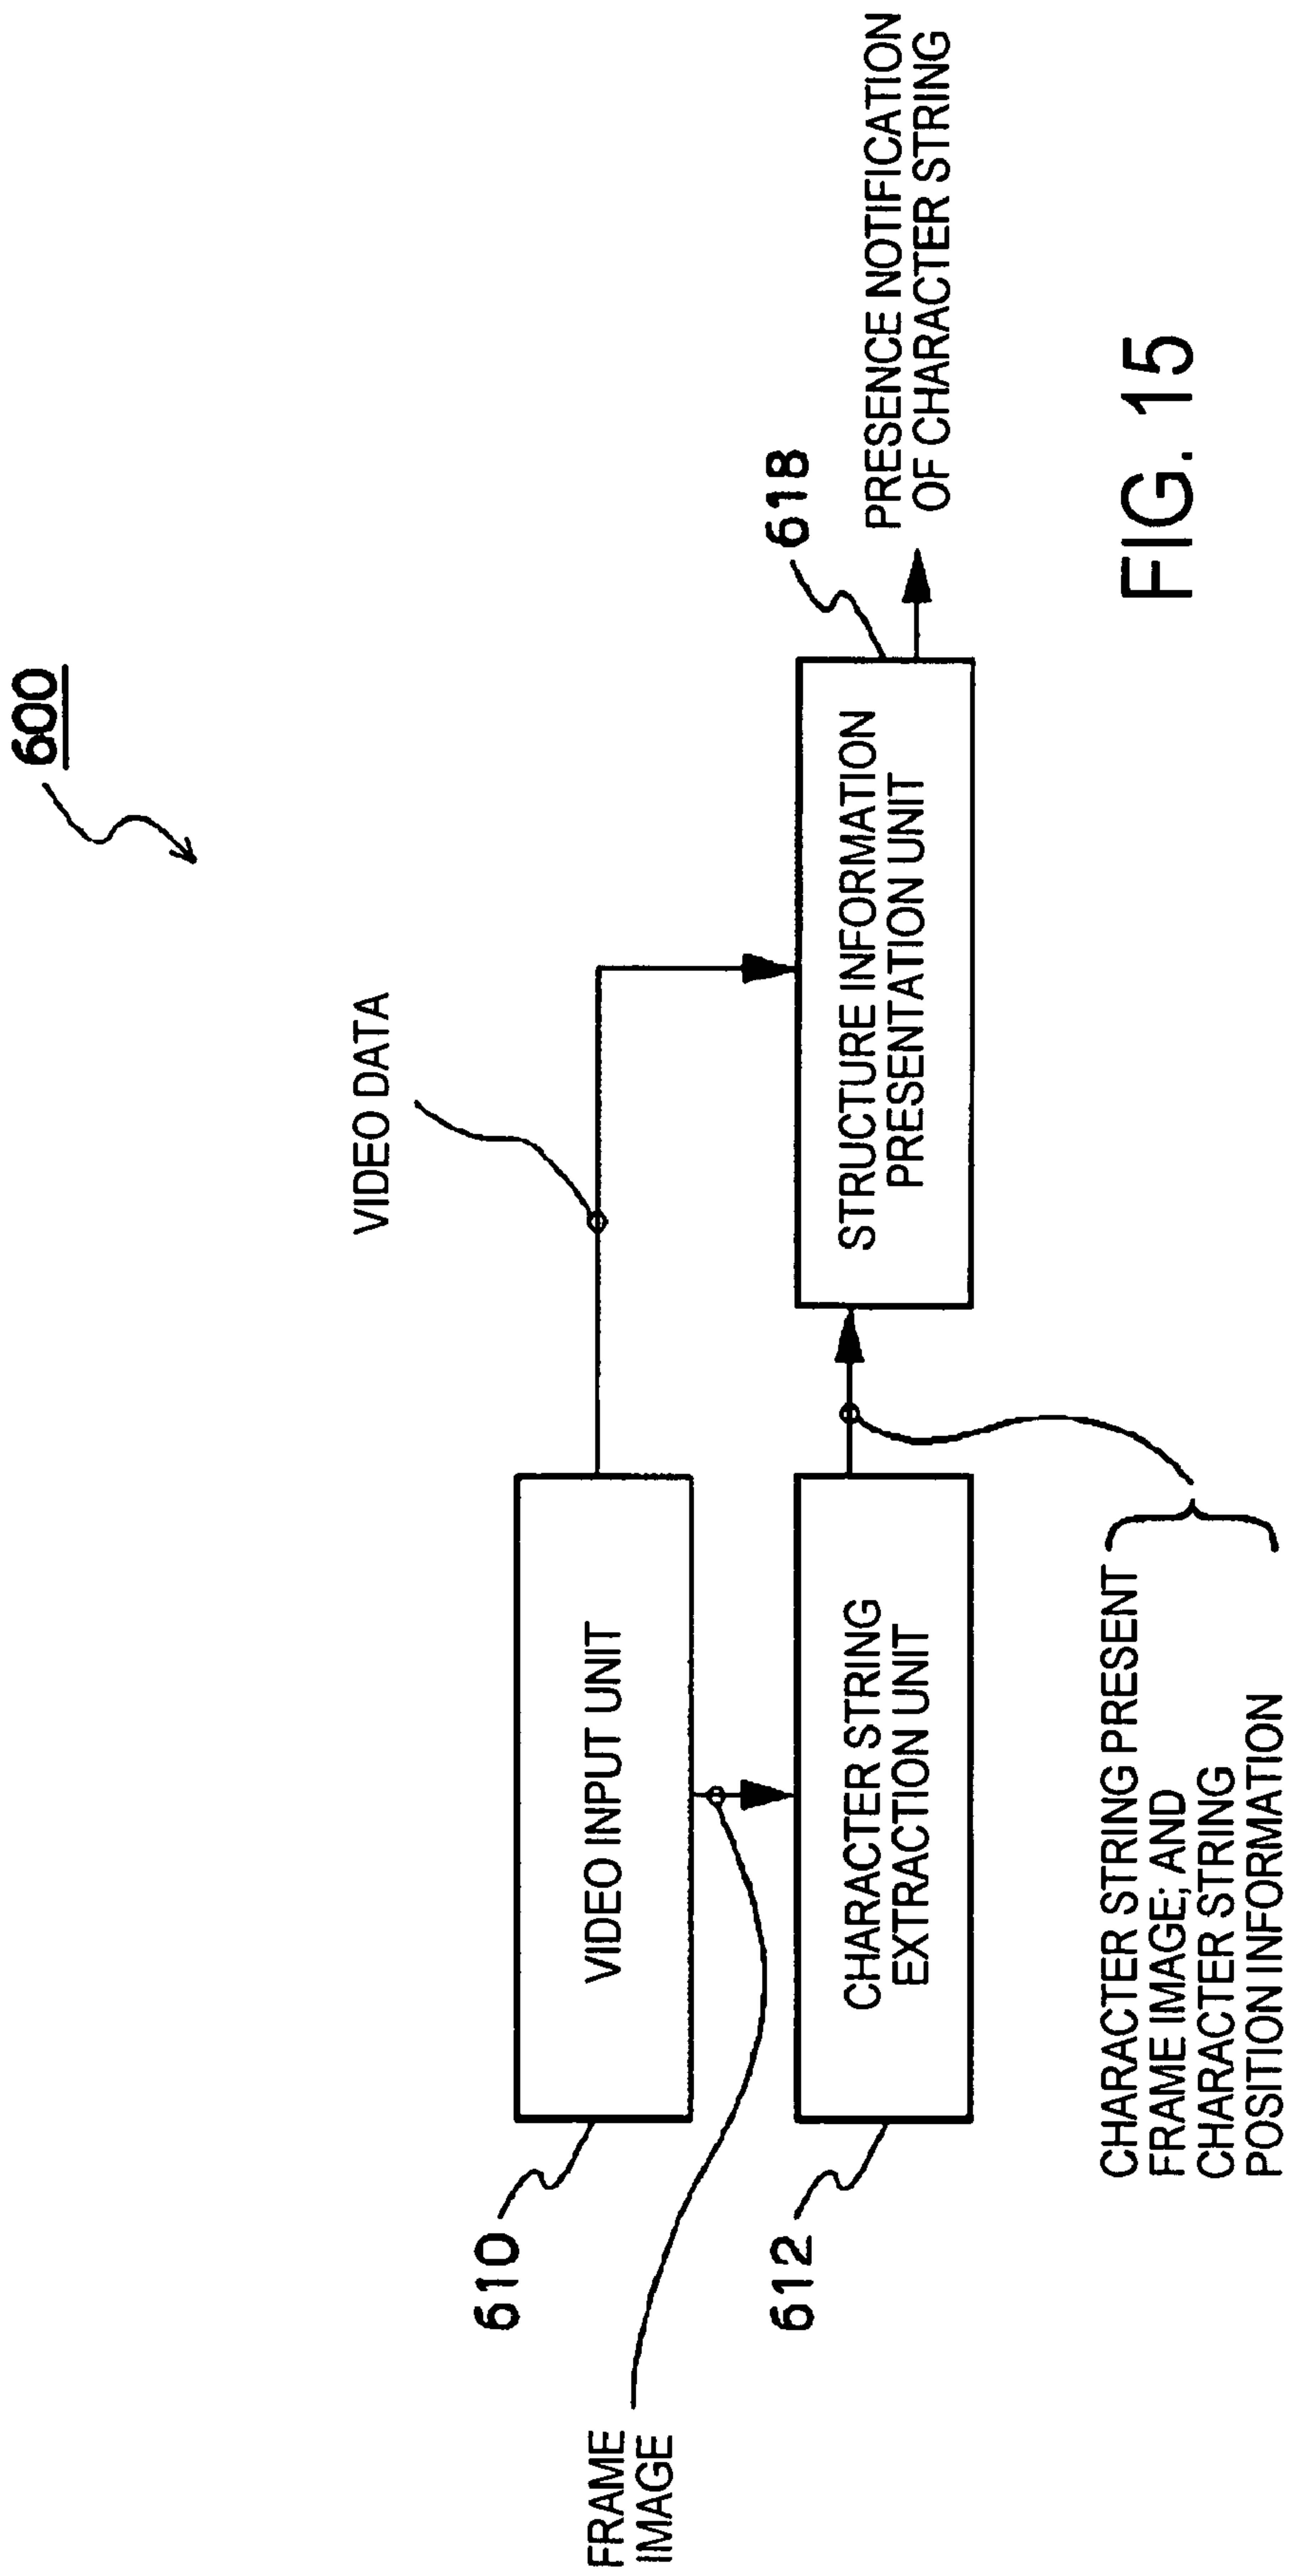 600
VIDEO DATA
610
VIDEO INPUT UNIT
FRAME
IMAGE
612
CHARACTER STRING
EXTRACTION UNIT
618
STRUCTURE INFORMATION
PRESENTATION UNIT
PRESENCE NOTIFICATION
OF CHARACTER STRING
CHARACTER STRING PRESENT
FRAME IMAGE; AND
CHARACTER STRING
POSITION INFORMATION
FIG. 15